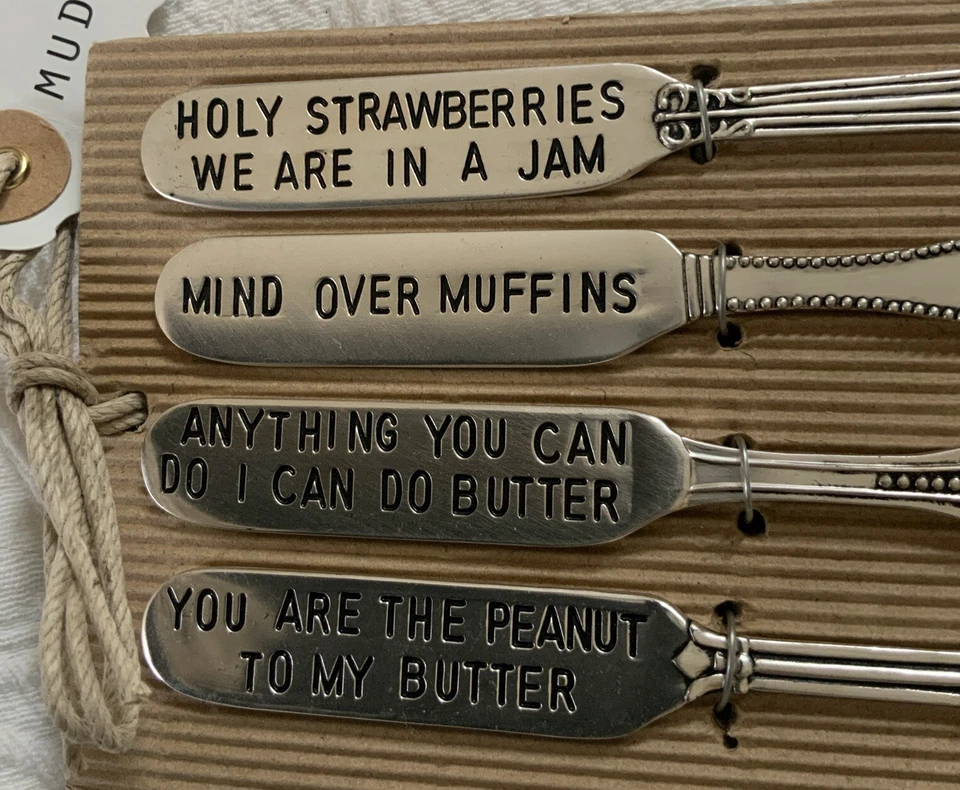 MUD
HOLY STRAWBERRIES
WE ARE IN A JAM
MIND OVER MUFFINS
ANYTHING YOU CAN
DO I CAN DO BUTTER
YOU ARE THE PEANUT
TO MY BUTTER